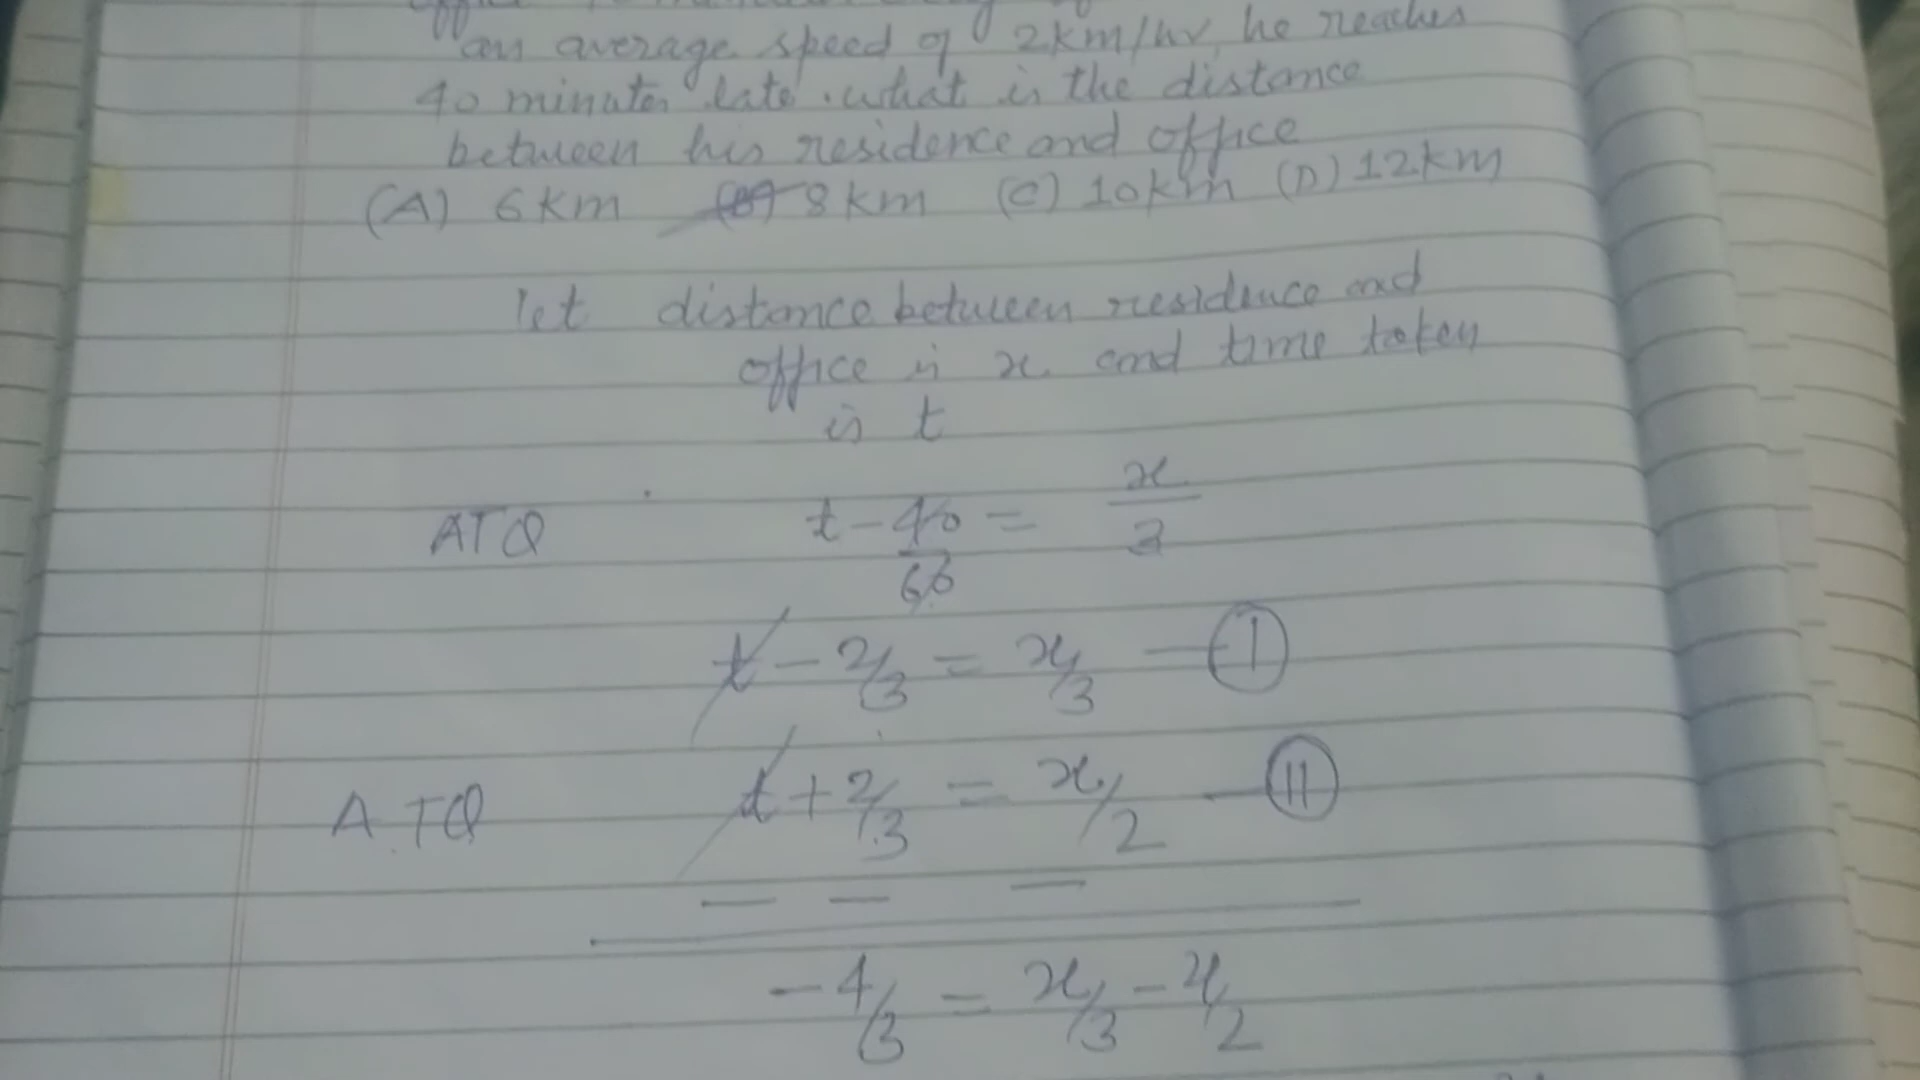 an average speed of 2km/hr, he reaches
40 minutes late. what is the distance
between his residence and office
(A) 6km (B) 8km (C) 10km (D) 12km
let distance between residence and
office is x and time taken
is t
ATQ t - 40/60 = x/3
t - 2/3 = x/3 — I
ATQ t + 2/3 = x/2 — II
— — —
-4/3 = x/3 - x/2